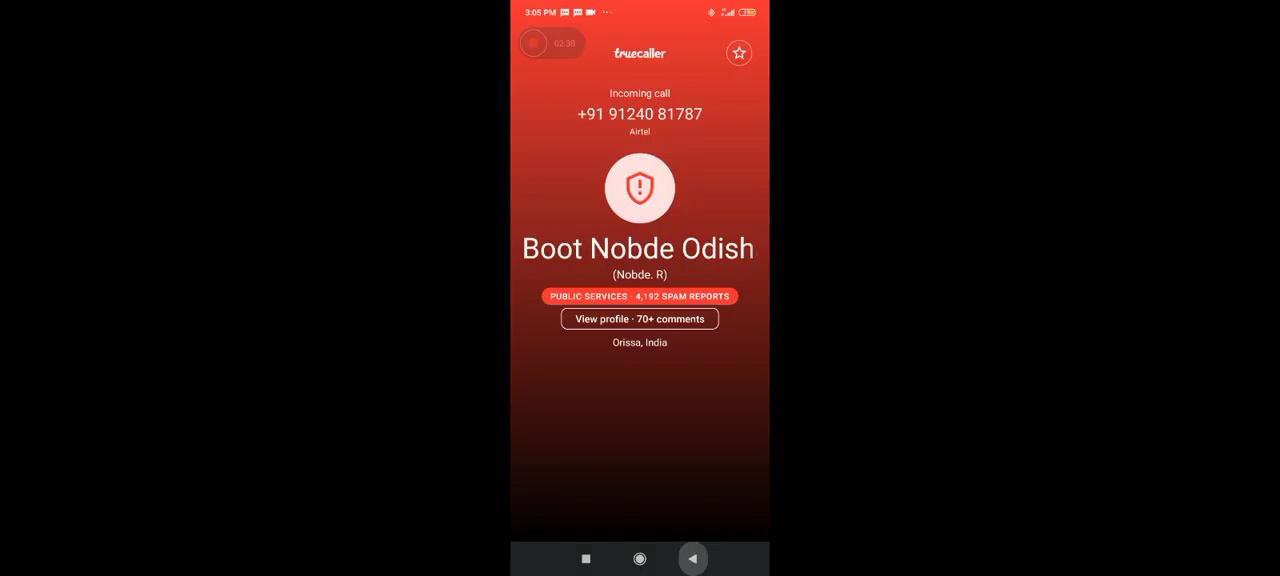 3:05 PM
02:38
truecaller
Incoming call
+91 91240 81787
Airtel
Boot Nobde Odish
(Nobde. R)
PUBLIC SERVICES · 4,192 SPAM REPORTS
View profile · 70+ comments
Orissa, India